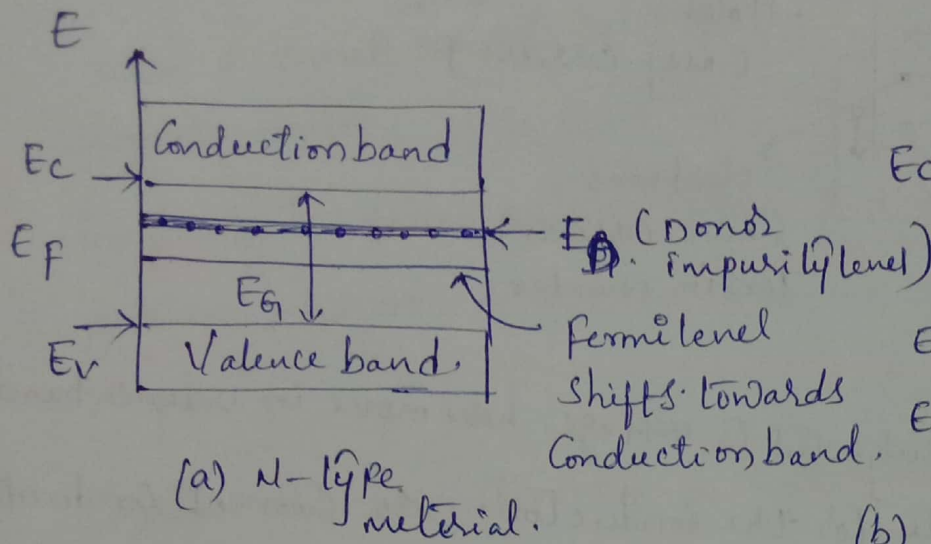 E
Conduction band
Ec
Ec
EF
ED (Donor
impurity level)
EG
Fermi level
E
Ev
Valence band.
shifts towards
E
Conduction band.
(a) N-type
meterial.
(b)